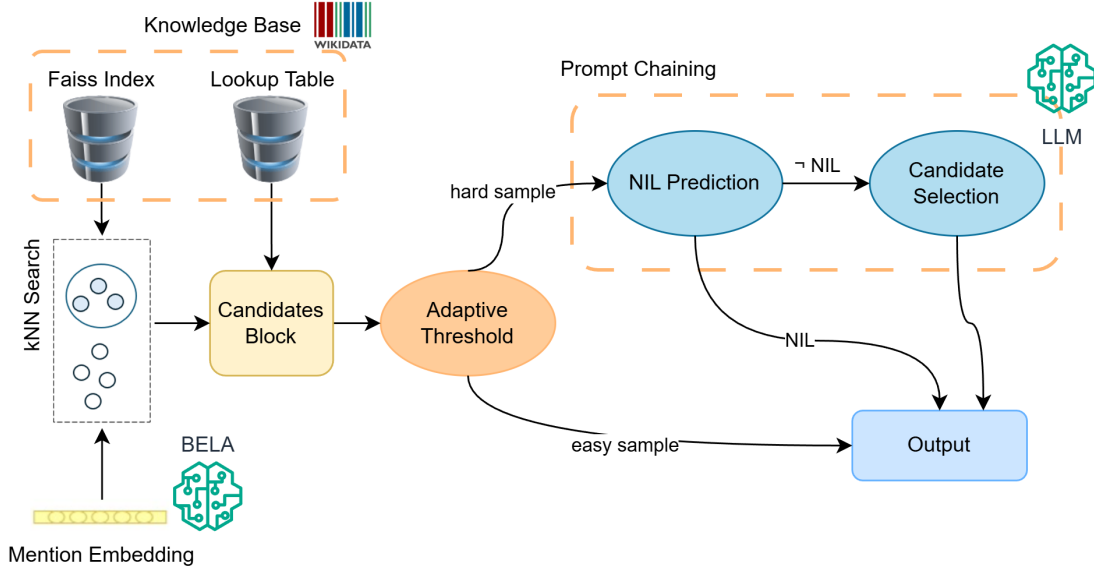 Knowledge Base
WIKIDATA
Faiss Index
Lookup Table
Prompt Chaining
LLM
hard sample
NIL Prediction
¬ NIL
Candidate
Selection
kNN Search
Candidates
Block
Adaptive
Threshold
NIL
easy sample
Output
BELA
Mention Embedding